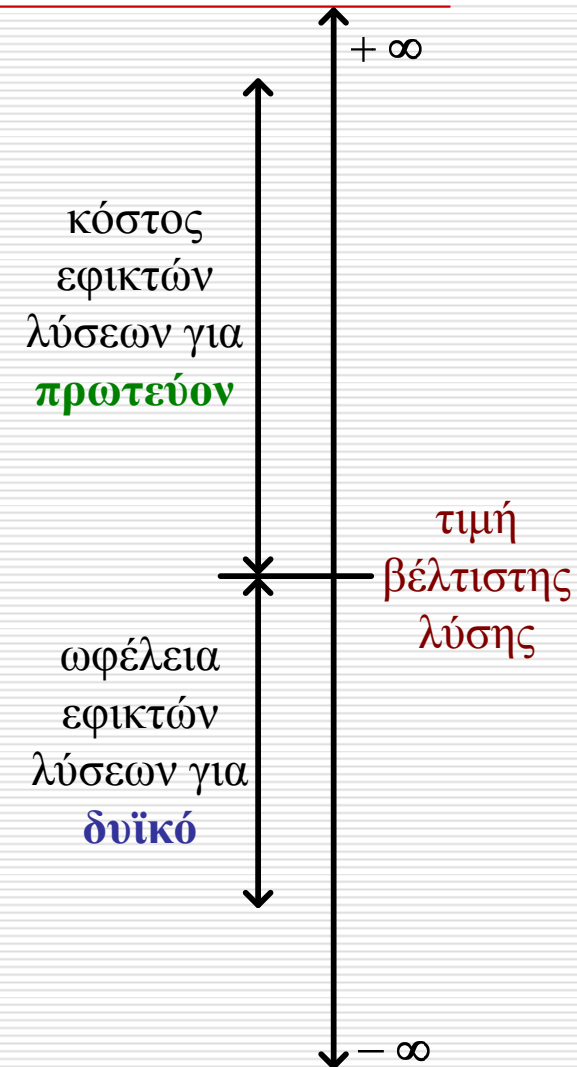 + ∞
κόστος
εφικτών
λύσεων για
πρωτεύον
τιμή
βέλτιστης
λύσης
ωφέλεια
εφικτών
λύσεων για
δυϊκό
− ∞